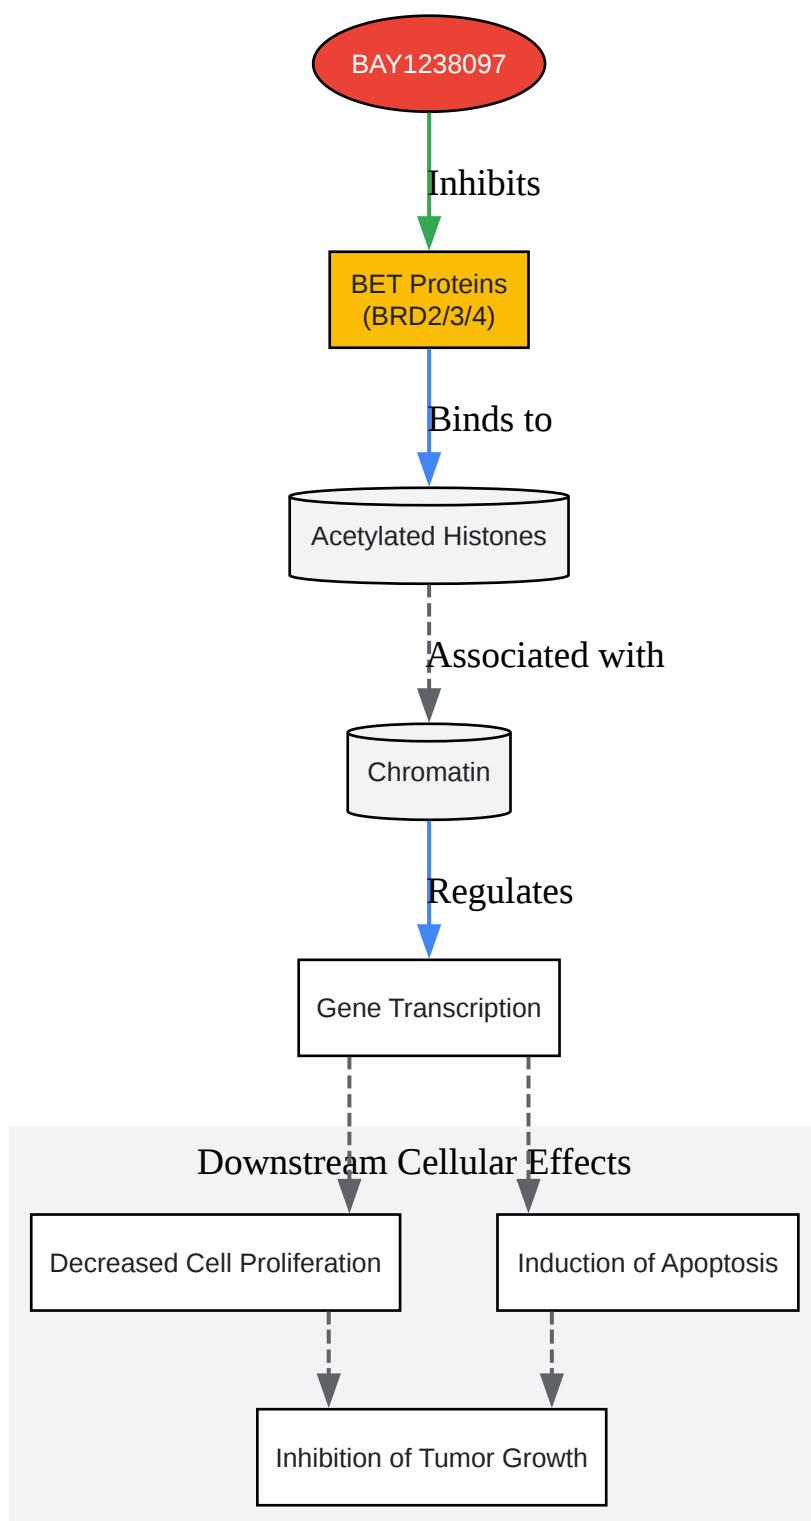 BAY1238097
Inhibits
BET Proteins
(BRD2/3/4)
Binds to
Acetylated Histones
Associated with
Chromatin
Regulates
Gene Transcription
Downstream Cellular Effects
Decreased Cell Proliferation
Induction of Apoptosis
Inhibition of Tumor Growth